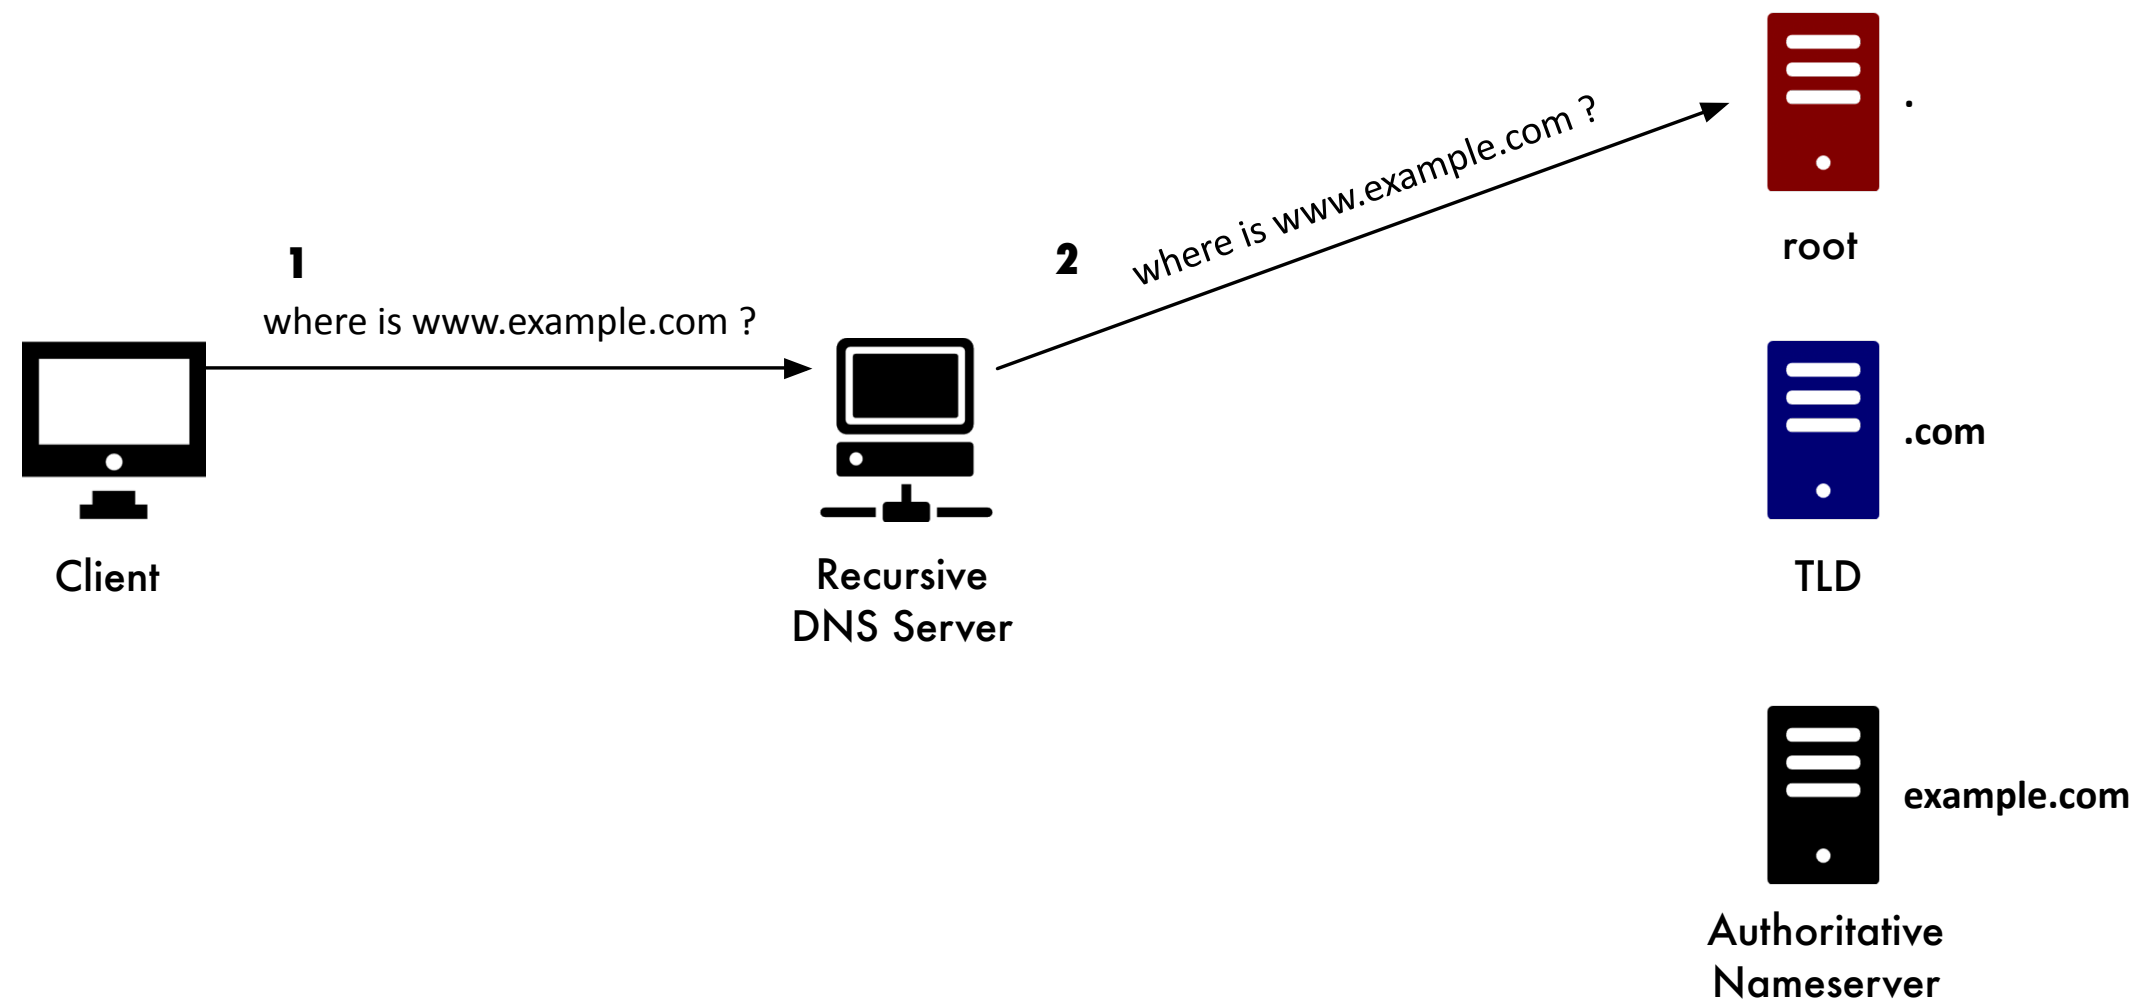 1
where is www.example.com ?
2
where is www.example.com ?
.
root
.com
TLD
example.com
Authoritative
Nameserver
Client
Recursive
DNS Server